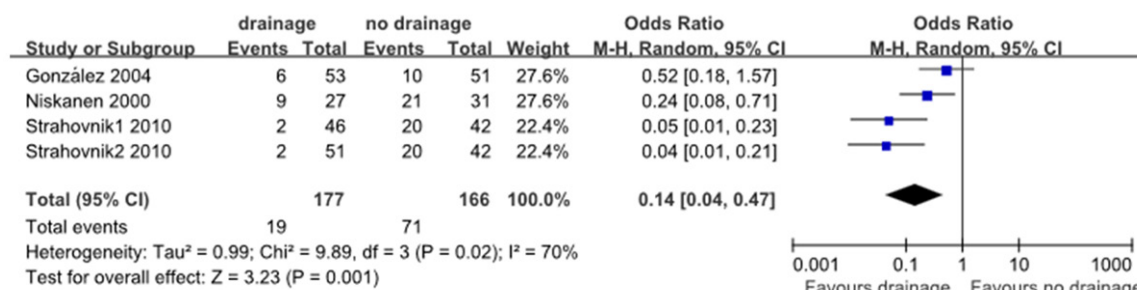 drainage no drainage Odds Ratio Odds Ratio
Study or Subgroup Events Total Events Total Weight M-H, Random, 95% CI M-H, Random, 95% CI
González 2004 6 53 10 51 27.6% 0.52 [0.18, 1.57]
Niskanen 2000 9 27 21 31 27.6% 0.24 [0.08, 0.71]
Strahovnik1 2010 2 46 20 42 22.4% 0.05 [0.01, 0.23]
Strahovnik2 2010 2 51 20 42 22.4% 0.04 [0.01, 0.21]
Total (95% CI) 177 166 100.0% 0.14 [0.04, 0.47]
Total events 19 71
Heterogeneity: Tau² = 0.99; Chi² = 9.89, df = 3 (P = 0.02); I² = 70%
Test for overall effect: Z = 3.23 (P = 0.001)
0.001 0.1 1 10 1000
Favours drainage Favours no drainage